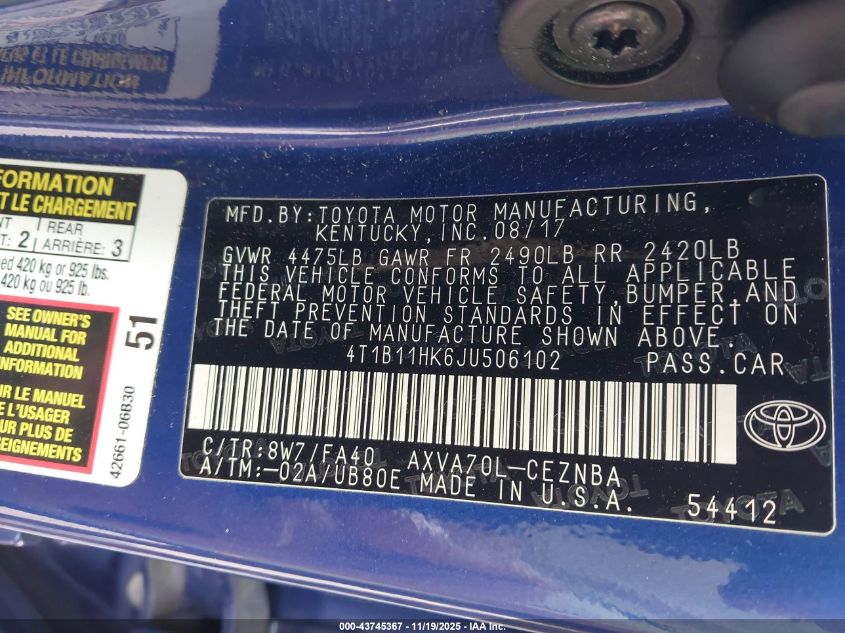 FORMATION
T LE CHARGEMENT
NT
T: 2
REAR
ARRIÈRE: 3
ed 420 kg or 925 lbs.
420 kg ou 925 lb.
SEE OWNER'S
MANUAL FOR
ADDITIONAL
INFORMATION
R LE MANUEL
E L'USAGER
UR PLUS DE
SEIGNEMENTS
51
42661-06B30
MFD.BY:TOYOTA MOTOR MANUFACTURING,
KENTUCKY,INC.08/17
GVWR 4475LB GAWR FR 2490LB RR 2420LB
THIS VEHICLE CONFORMS TO ALL APPLICABLE
FEDERAL MOTOR VEHICLE SAFETY,BUMPER,AND
THEFT PREVENTION STANDARDS IN EFFECT ON
THE DATE OF MANUFACTURE SHOWN ABOVE.
4T1B11HK6JU506102 PASS.CAR
C/TR:8W7/FA40 AXVA70L-CEZNBA
A/TM:-02A/UB80E MADE IN U.S.A.
54412
000-43745367 - 11/19/2025 - IAA, Inc.